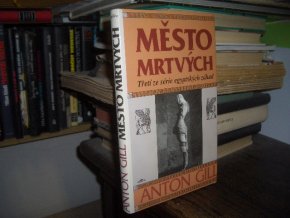 MĚSTO
MRTVÝCH
Třetí ze série egyptských záhad
ANTON GILL
ANTON GILL MĚSTO MRTVÝCH